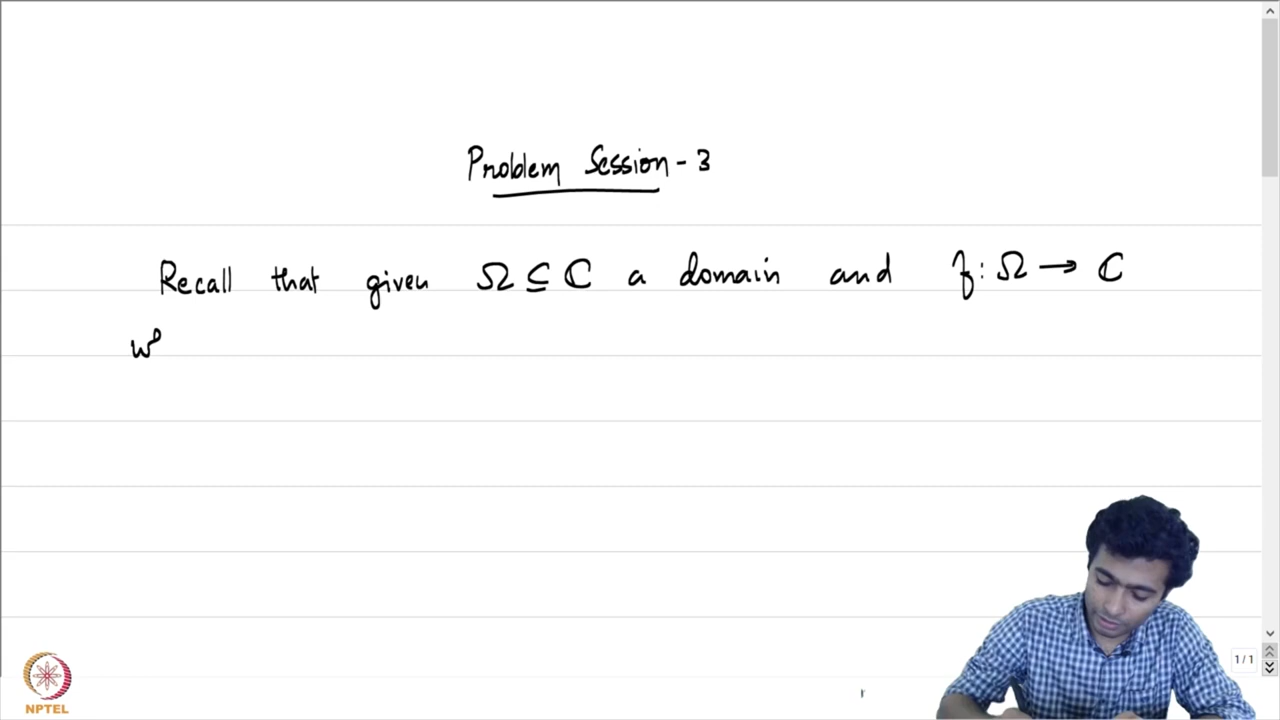 Problem Session - 3
Recall that given Ω ⊆ ℂ a domain and f: Ω → ℂ
1/1
NPTEL